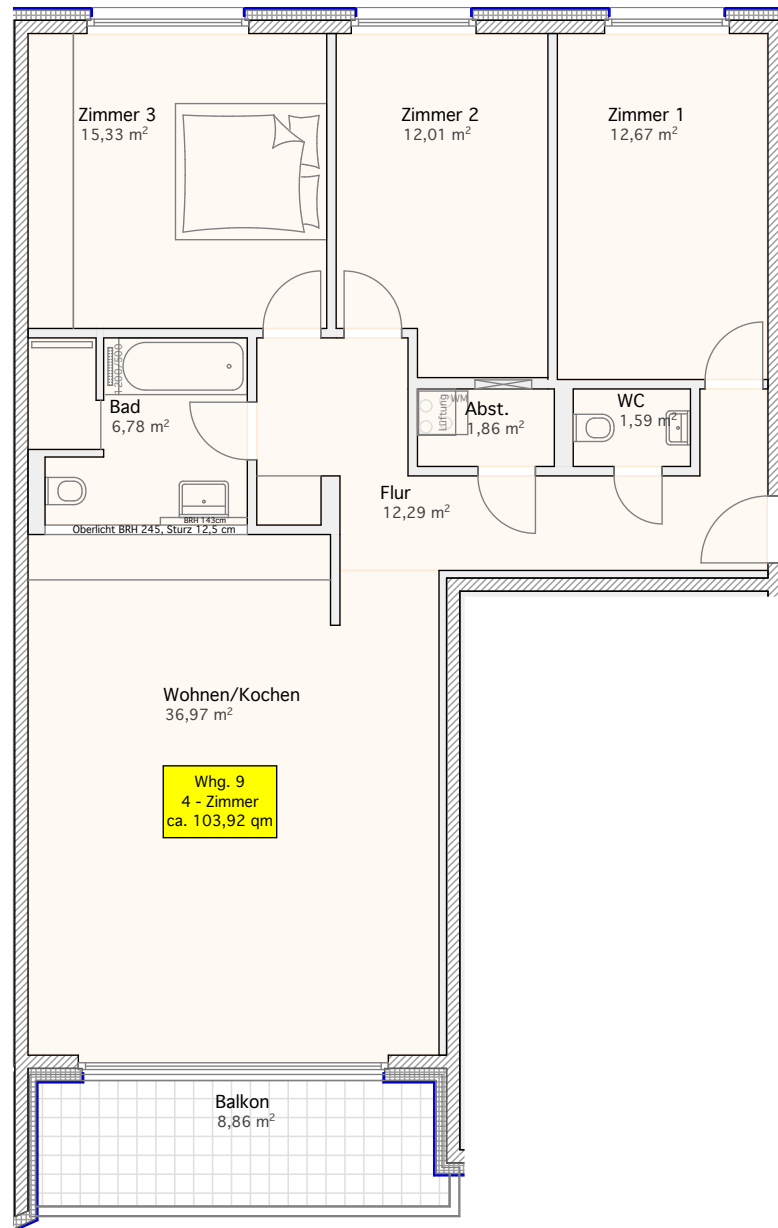 Zimmer 3
15,33 m²
Zimmer 2
12,01 m²
Zimmer 1
12,67 m²
1200/600
Bad
6,78 m²
Lüftung
WM
Abst.
1,86 m²
WC
1,59 m²
Flur
12,29 m²
BRH 143cm
Oberlicht BRH 245, Sturz 12,5 cm
Wohnen/Kochen
36,97 m²
Whg. 9
4 - Zimmer
ca. 103,92 qm
Balkon
8,86 m²